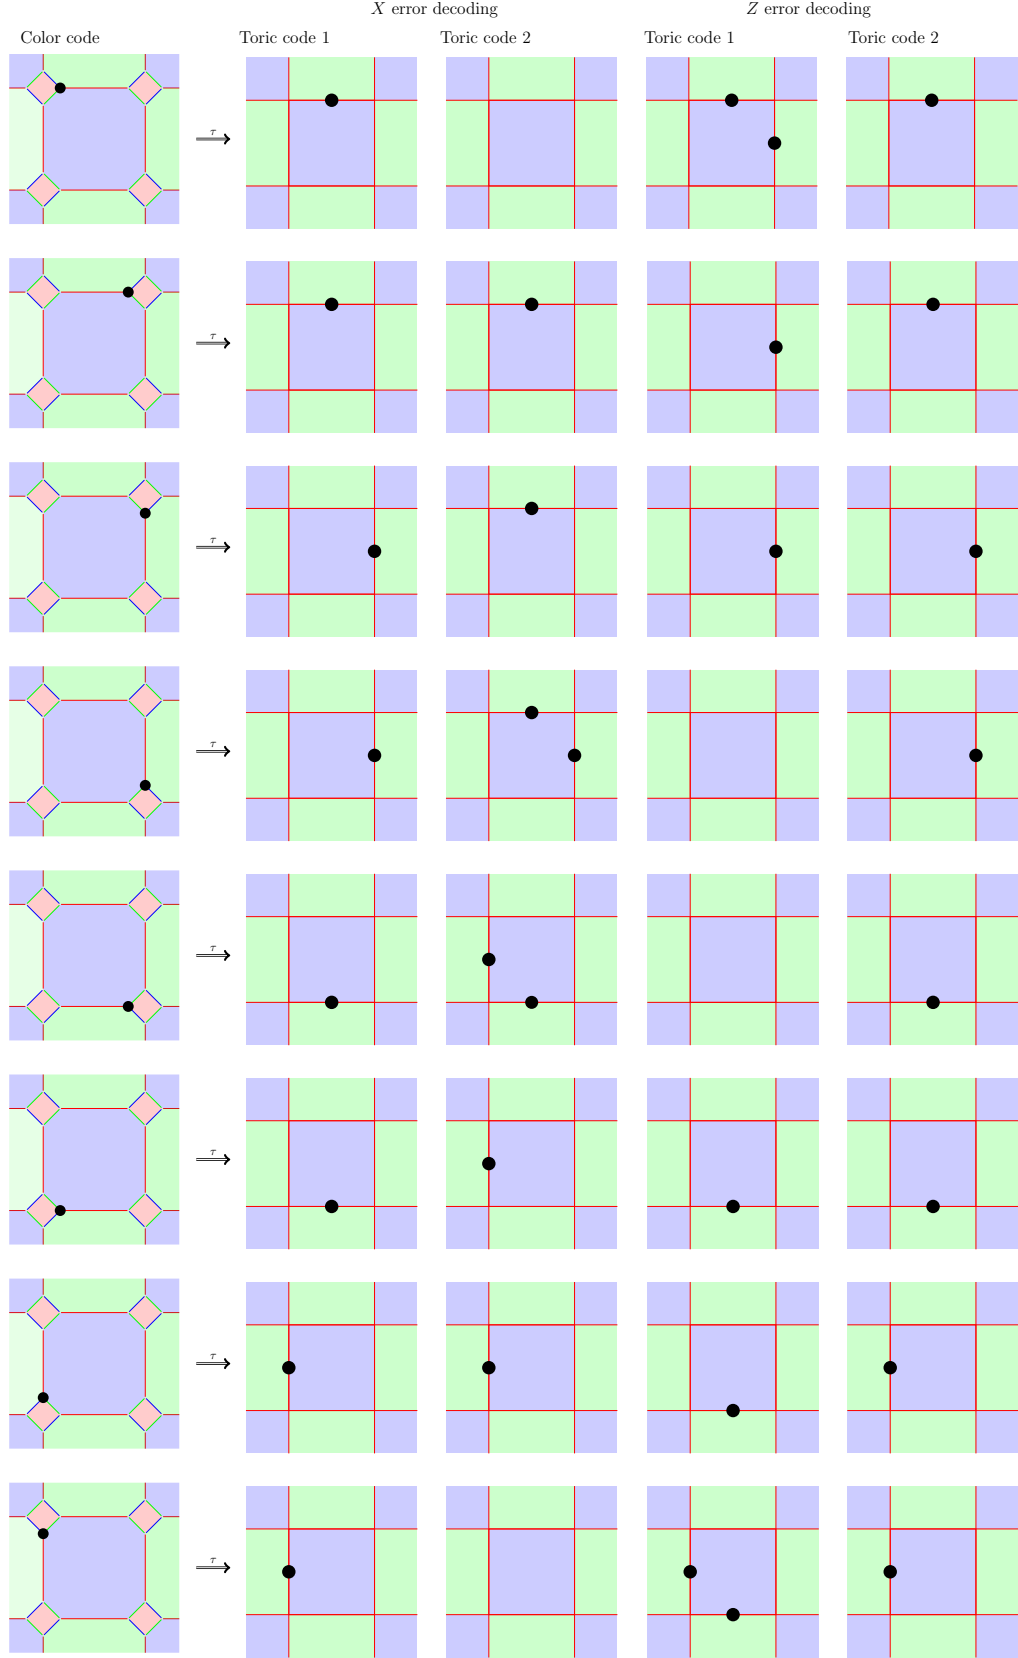 X error decoding Z error decoding
Color code Toric code 1 Toric code 2 Toric code 1 Toric code 2
τ
τ
τ
τ
τ
τ
τ
τ